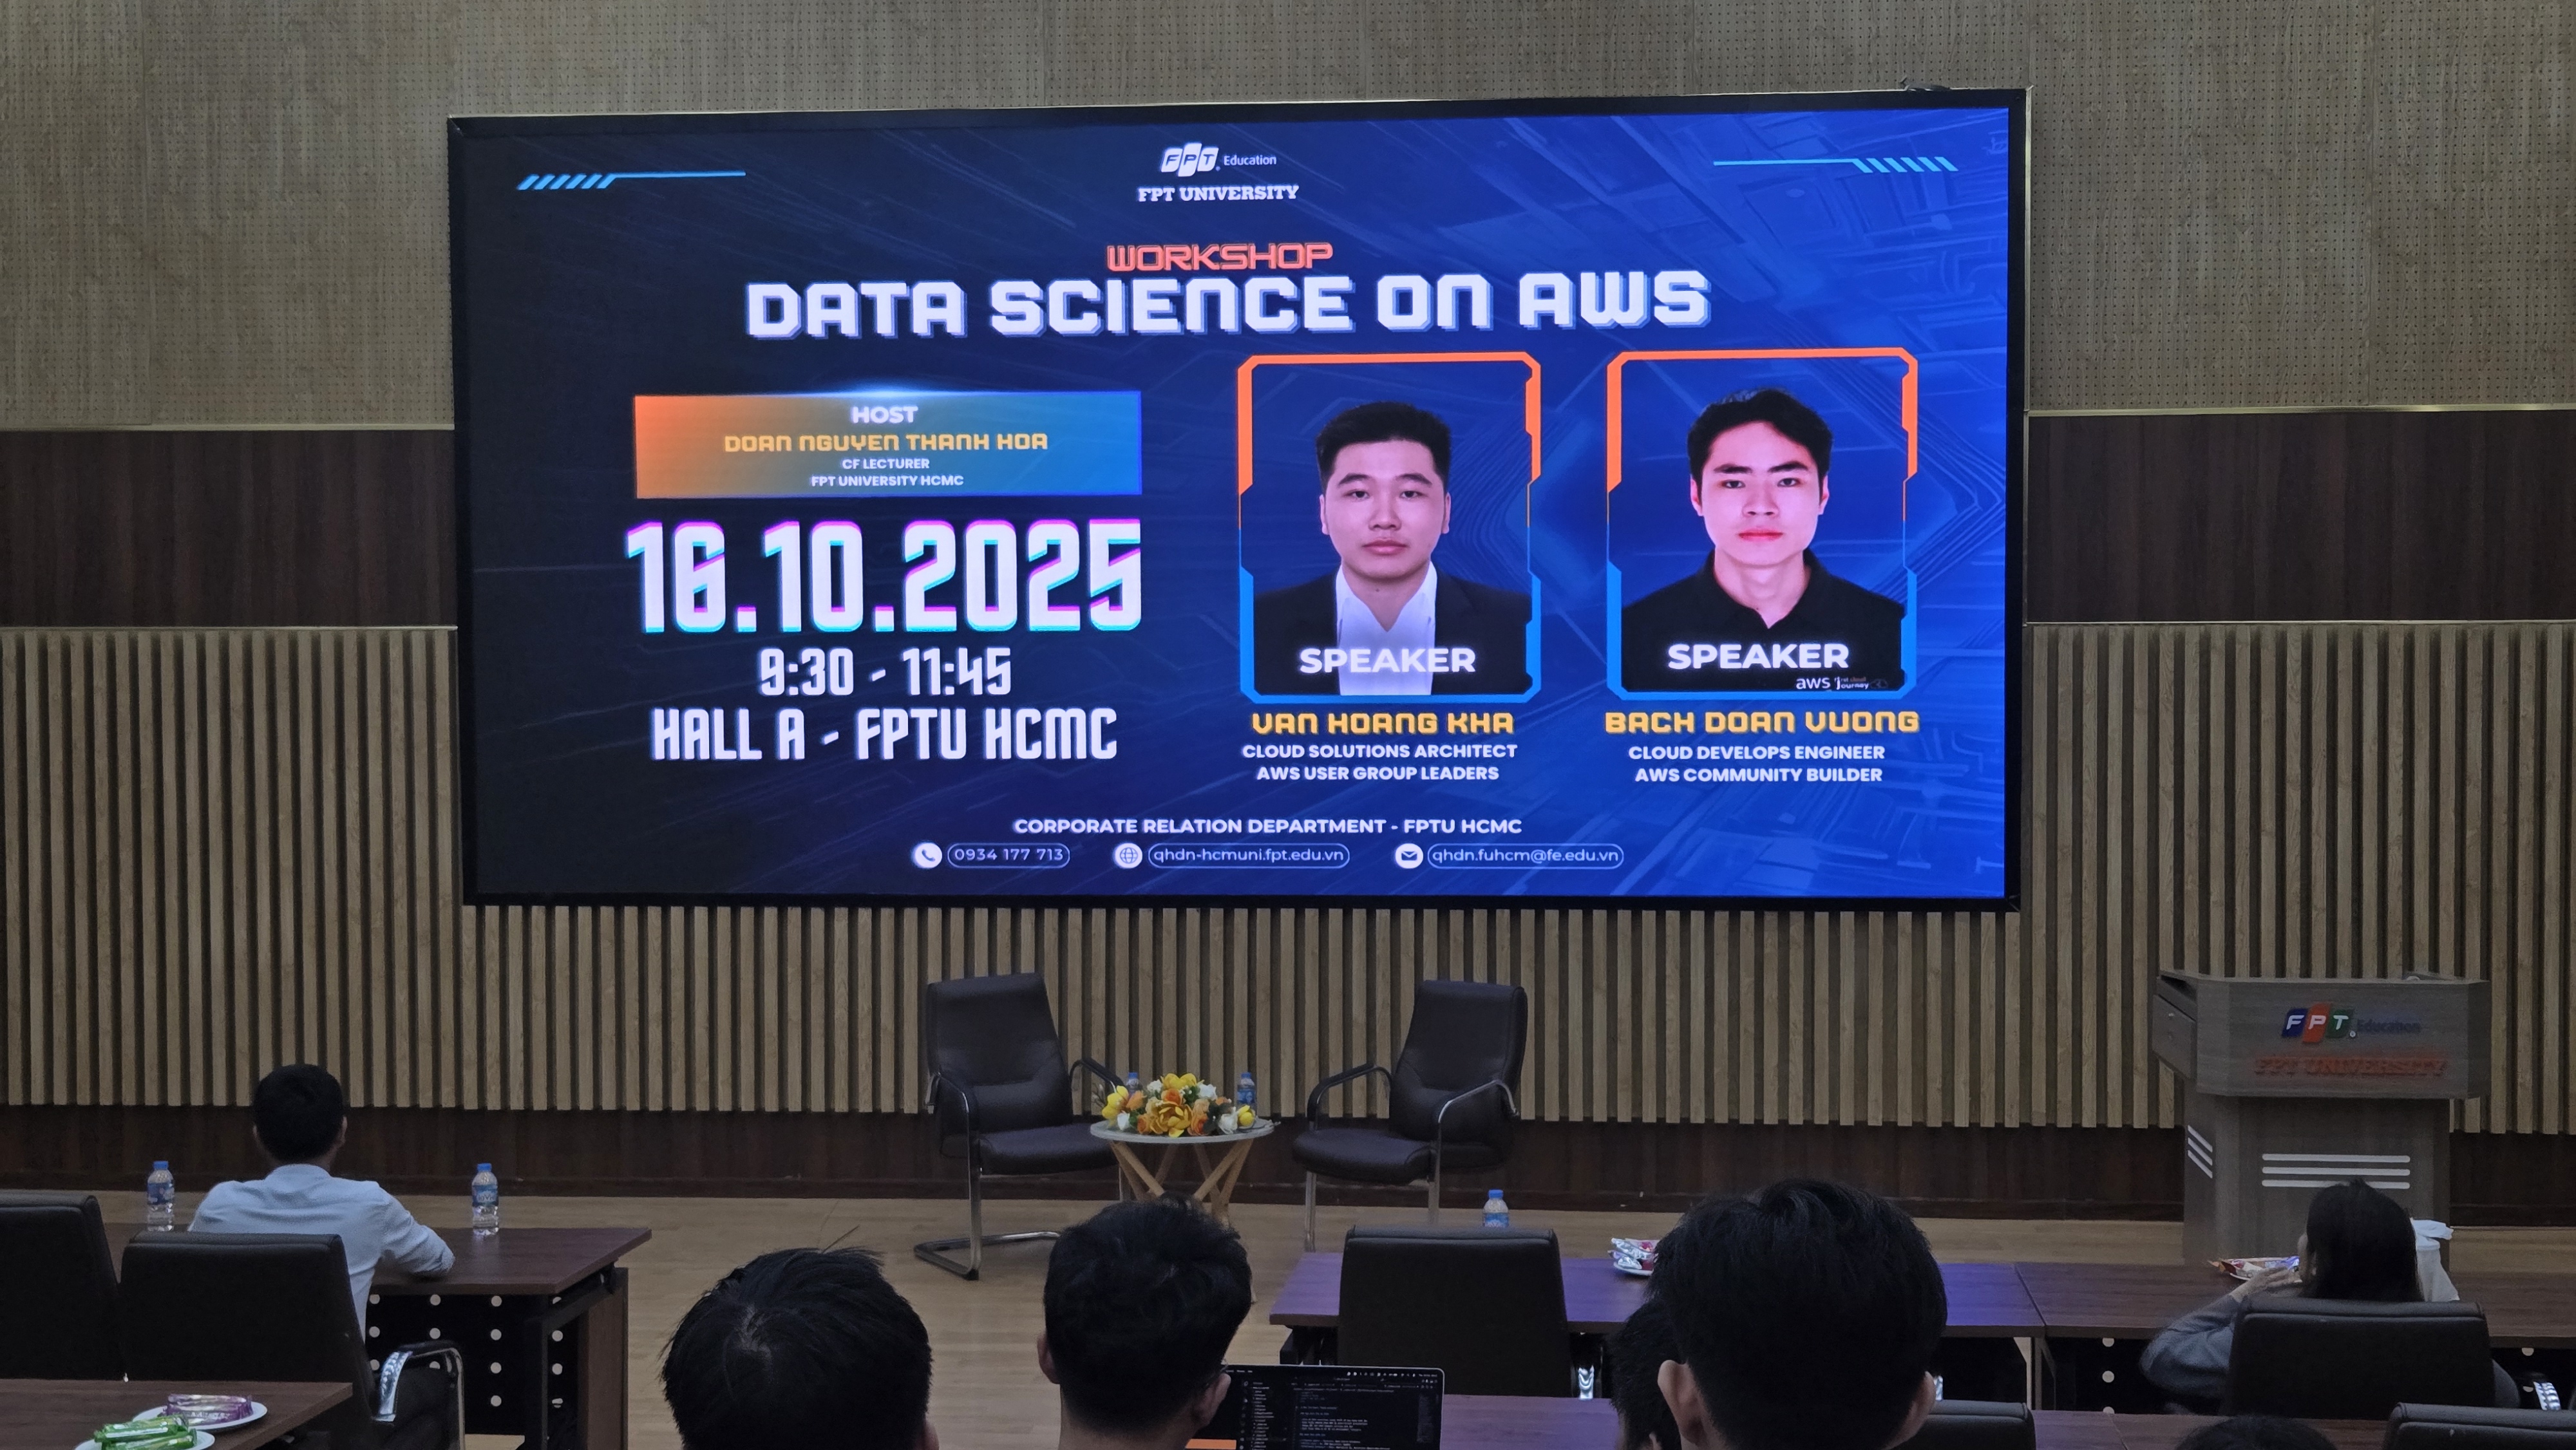 FPT Education
FPT UNIVERSITY
WORKSHOP
DATA SCIENCE ON AWS
HOST
DOAN NGUYEN THANH HOA
CF LECTURER
FPT UNIVERSITY HCMC
16.10.2025
9:30 - 11:45
HALL A - FPTU HCMC
SPEAKER
VAN HOANG KHA
CLOUD SOLUTIONS ARCHITECT
AWS USER GROUP LEADERS
SPEAKER
aws
BACH DOAN VUONG
CLOUD DEVELOPS ENGINEER
AWS COMMUNITY BUILDER
CORPORATE RELATION DEPARTMENT - FPTU HCMC
0934 177 713
qhdn-hcmuni.fpt.edu.vn
qhdn.fuhcm@fe.edu.vn
FPT Education
FPT UNIVERSITY